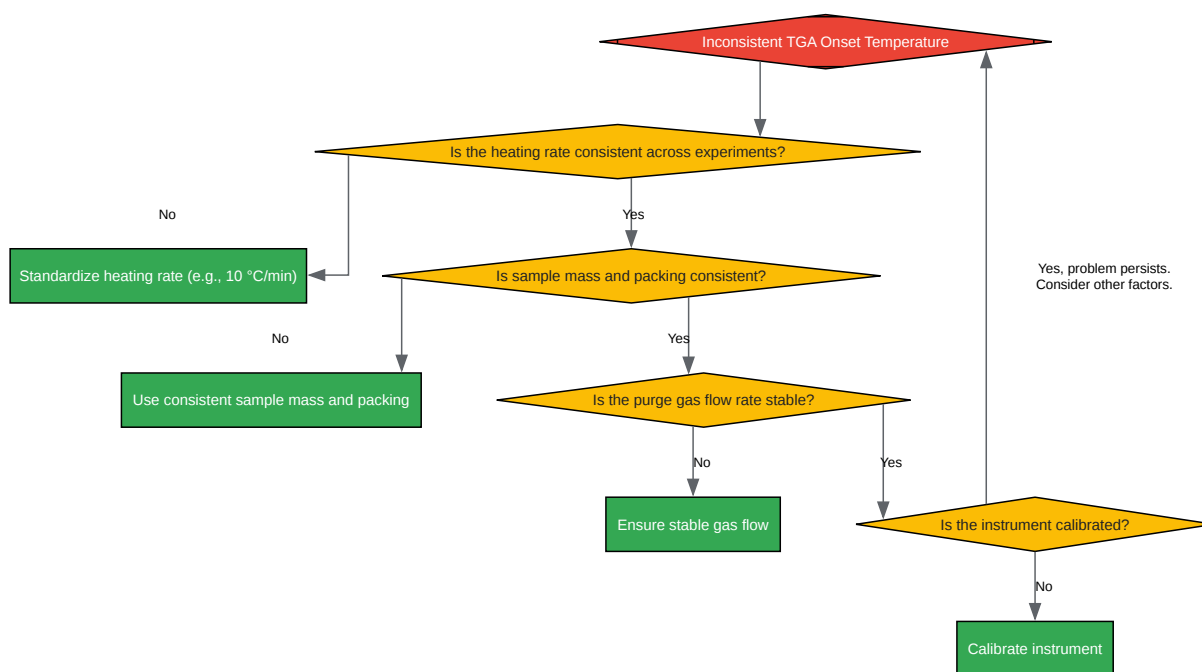 Inconsistent TGA Onset Temperature
Is the heating rate consistent across experiments?
No
Yes
Standardize heating rate (e.g., 10 °C/min)
Is sample mass and packing consistent?
Yes, problem persists.
Consider other factors.
No
Yes
Use consistent sample mass and packing
Is the purge gas flow rate stable?
No
Yes
Ensure stable gas flow
Is the instrument calibrated?
No
Calibrate instrument